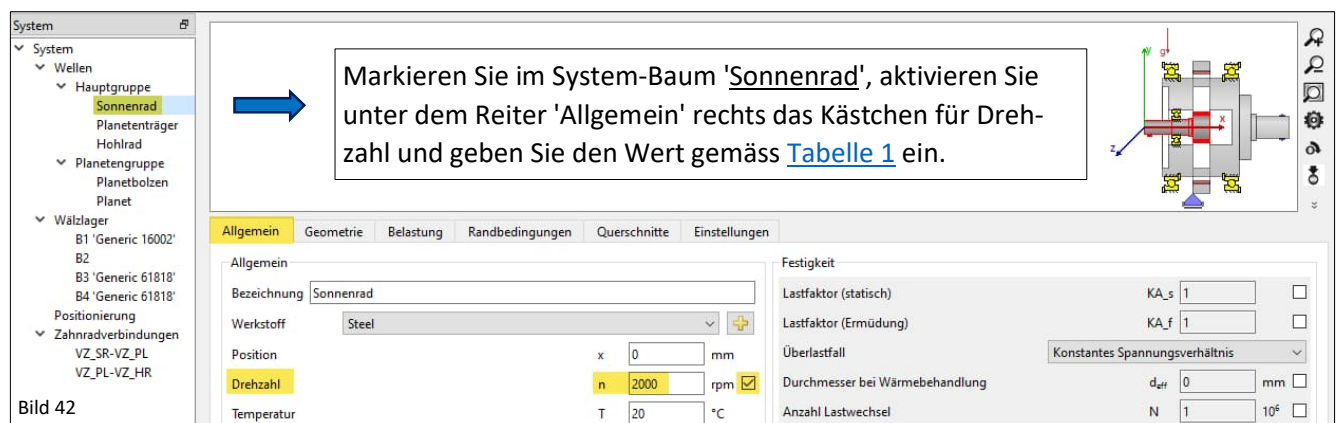 System
System
Wellen
Hauptgruppe
Sonnenrad
Planetenträger
Hohlrad
Planetengruppe
Planetbolzen
Planet
Wälzlager
B1 'Generic 16002'
B2
B3 'Generic 61818'
B4 'Generic 61818'
Positionierung
Zahnradverbindungen
VZ_SR-VZ_PL
VZ_PL-VZ_HR
Bild 42
Markieren Sie im System-Baum 'Sonnenrad', aktivieren Sie
unter dem Reiter 'Allgemein' rechts das Kästchen für Dreh-
zahl und geben Sie den Wert gemäss Tabelle 1 ein.
y g
x
z
Allgemein Geometrie Belastung Randbedingungen Querschnitte Einstellungen
Allgemein
Bezeichnung Sonnenrad
Werkstoff Steel
Position x 0 mm
Drehzahl n 2000 rpm
Temperatur T 20 °C
Festigkeit
Lastfaktor (statisch) KA_s 1
Lastfaktor (Ermüdung) KA_f 1
Überlastfall Konstantes Spannungsverhältnis
Durchmesser bei Wärmebehandlung d_eff 0 mm
Anzahl Lastwechsel N 1 10⁶